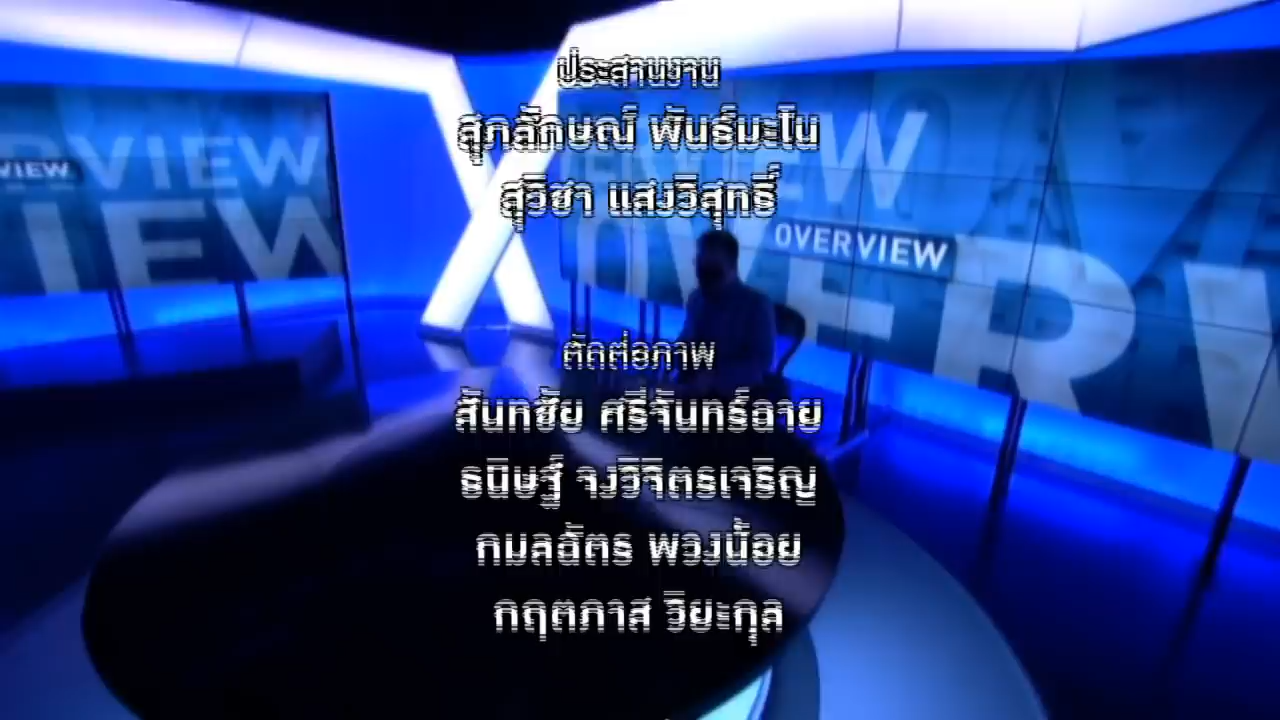 ประสานงาน
สุภลักษณ์ พันธ์มะโน
สุวิชา แสงวิสุทธิ์
VIEW
IEW
OVERVIEW
OVERV
ตัดต่อภาพ
สันทชัย ศรีจันทร์ฉาย
ธนิษฐ์ จงวิจิตรเจริญ
กมลฉัตร พวงน้อย
กฤตภาส วิยะกุล